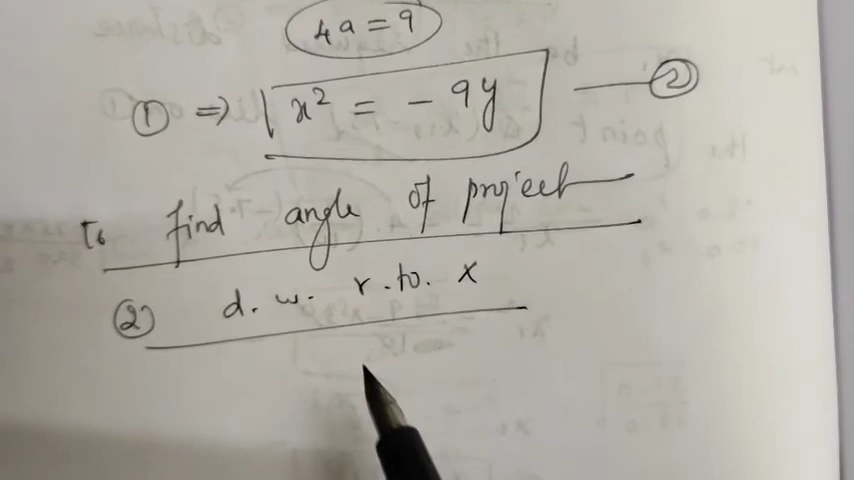 4a = 9
① ⇒ x² = - 9y — ②
To find angle of project
② d. w. r. to. x